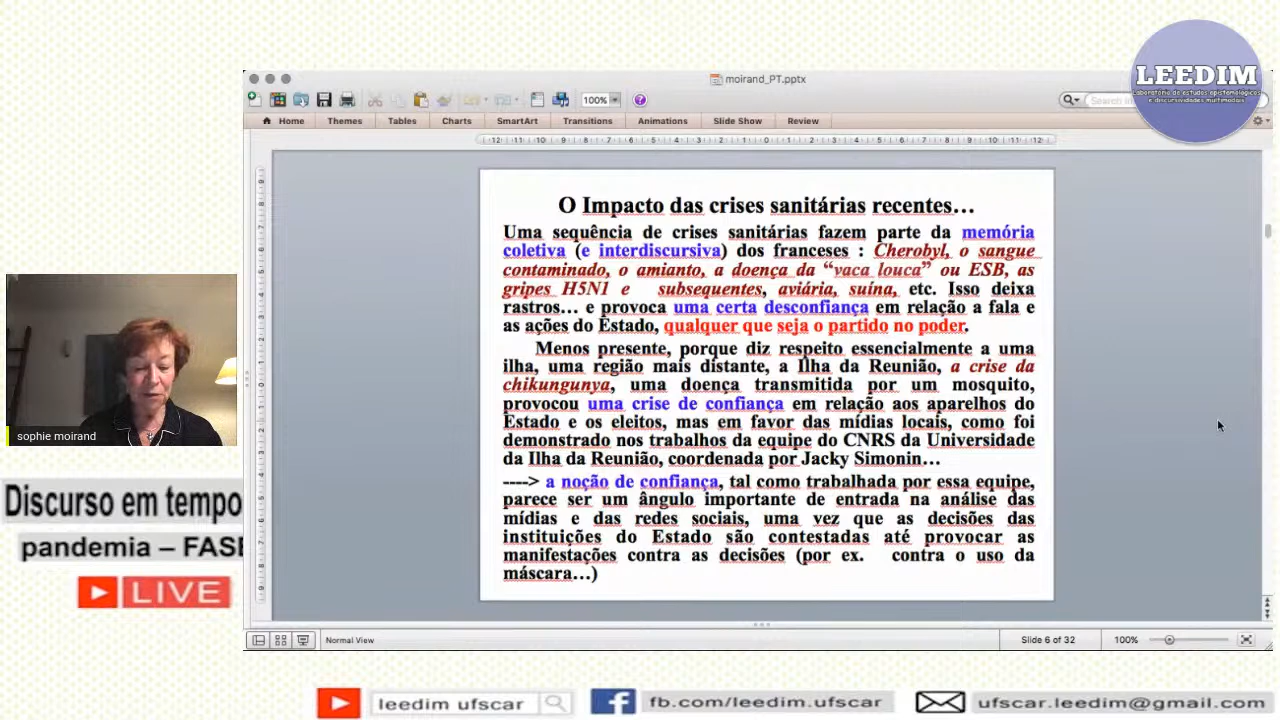 LEEDIM
Laboratório de estudos epistemológicos
e discursividades multimodais
moirand_PT.pptx
100%
Search in
Home Themes Tables Charts SmartArt Transitions Animations Slide Show Review
O Impacto das crises sanitárias recentes…
Uma sequência de crises sanitárias fazem parte da memória
coletiva (e interdiscursiva) dos franceses : Cherobyl, o sangue
contaminado, o amianto, a doença da “vaca louca” ou ESB, as
gripes H5N1 e subsequentes, aviária, suína, etc. Isso deixa
rastros… e provoca uma certa desconfiança em relação a fala e
as ações do Estado, qualquer que seja o partido no poder.
Menos presente, porque diz respeito essencialmente a uma
ilha, uma região mais distante, a Ilha da Reunião, a crise da
chikungunya, uma doença transmitida por um mosquito,
provocou uma crise de confiança em relação aos aparelhos do
Estado e os eleitos, mas em favor das mídias locais, como foi
demonstrado nos trabalhos da equipe do CNRS da Universidade
da Ilha da Reunião, coordenada por Jacky Simonin…
----> a noção de confiança, tal como trabalhada por essa equipe,
parece ser um ângulo importante de entrada na análise das
mídias e das redes sociais, uma vez que as decisões das
instituições do Estado são contestadas até provocar as
manifestações contra as decisões (por ex. contra o uso da
máscara…)
sophie moirand
Discurso em tempo
pandemia – FASE
LIVE
Normal View
Slide 6 of 32
100%
leedim ufscar
fb.com/leedim.ufscar
ufscar.leedim@gmail.com